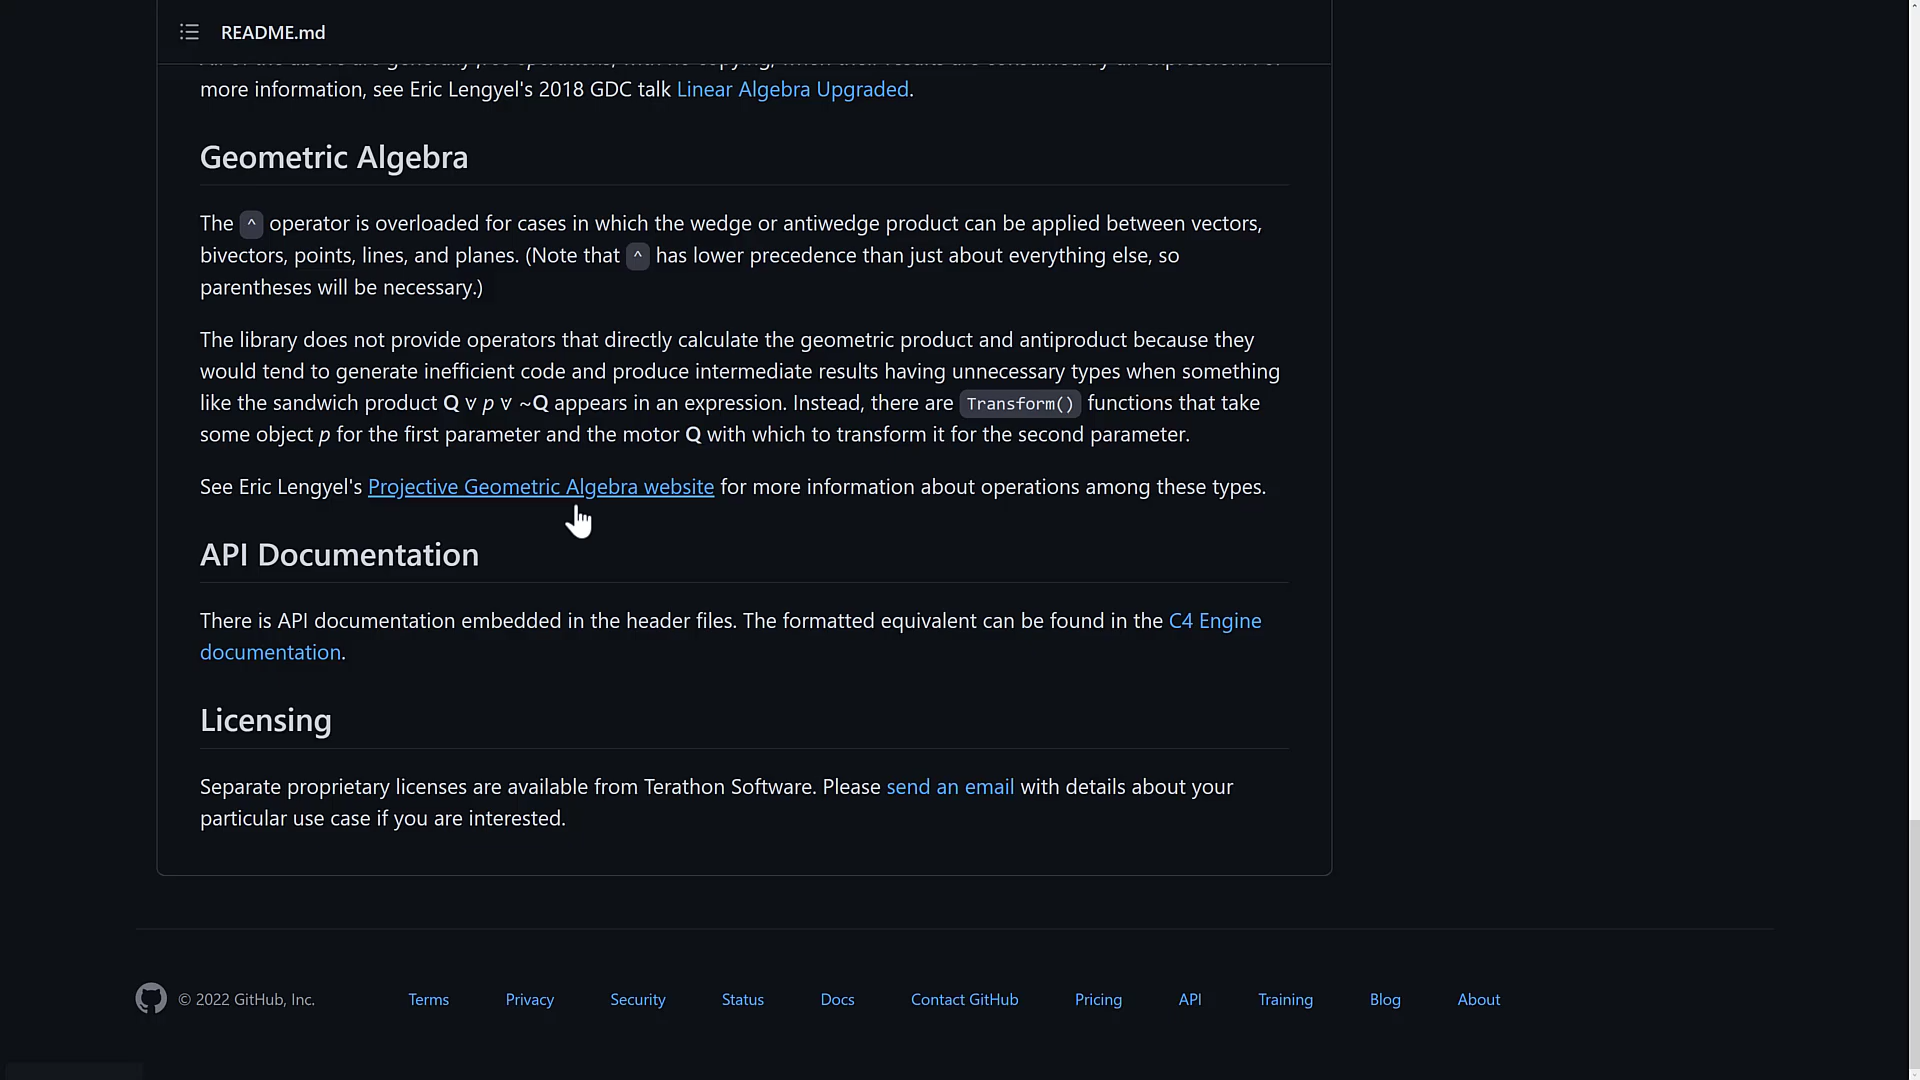 README.md
more information, see Eric Lengyel's 2018 GDC talk Linear Algebra Upgraded.
Geometric Algebra
The ^ operator is overloaded for cases in which the wedge or antiwedge product can be applied between vectors,
bivectors, points, lines, and planes. (Note that ^ has lower precedence than just about everything else, so
parentheses will be necessary.)
The library does not provide operators that directly calculate the geometric product and antiproduct because they
would tend to generate inefficient code and produce intermediate results having unnecessary types when something
like the sandwich product Q ⟇ p ⟇ ~Q appears in an expression. Instead, there are Transform() functions that take
some object p for the first parameter and the motor Q with which to transform it for the second parameter.
See Eric Lengyel's Projective Geometric Algebra website for more information about operations among these types.
API Documentation
There is API documentation embedded in the header files. The formatted equivalent can be found in the C4 Engine
documentation.
Licensing
Separate proprietary licenses are available from Terathon Software. Please send an email with details about your
particular use case if you are interested.
© 2022 GitHub, Inc. Terms Privacy Security Status Docs Contact GitHub Pricing API Training Blog About